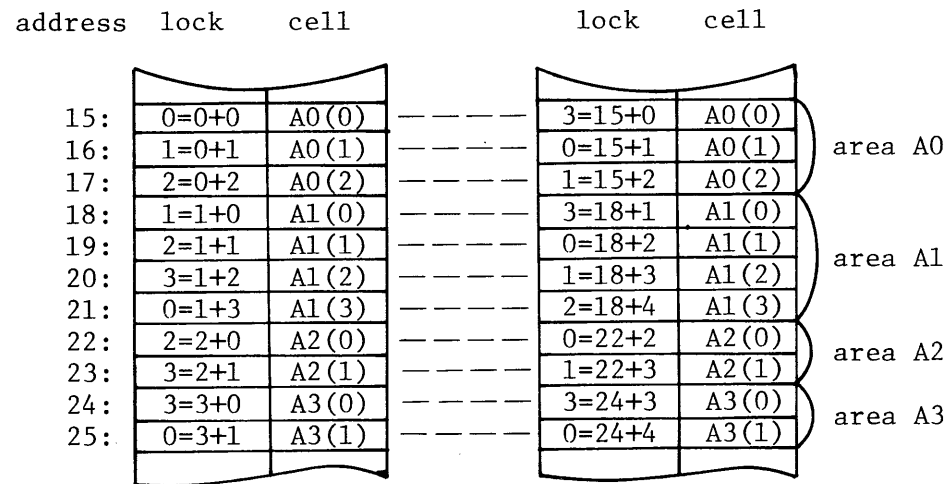 address lock cell lock cell
15: 0=0+0 A0(0) 3=15+0 A0(0)
16: 1=0+1 A0(1) 0=15+1 A0(1) area A0
17: 2=0+2 A0(2) 1=15+2 A0(2)
18: 1=1+0 A1(0) 3=18+1 A1(0)
19: 2=1+1 A1(1) 0=18+2 A1(1) area A1
20: 3=1+2 A1(2) 1=18+3 A1(2)
21: 0=1+3 A1(3) 2=18+4 A1(3)
22: 2=2+0 A2(0) 0=22+2 A2(0) area A2
23: 3=2+1 A2(1) 1=22+3 A2(1)
24: 3=3+0 A3(0) 3=24+3 A3(0) area A3
25: 0=3+1 A3(1) 0=24+4 A3(1)